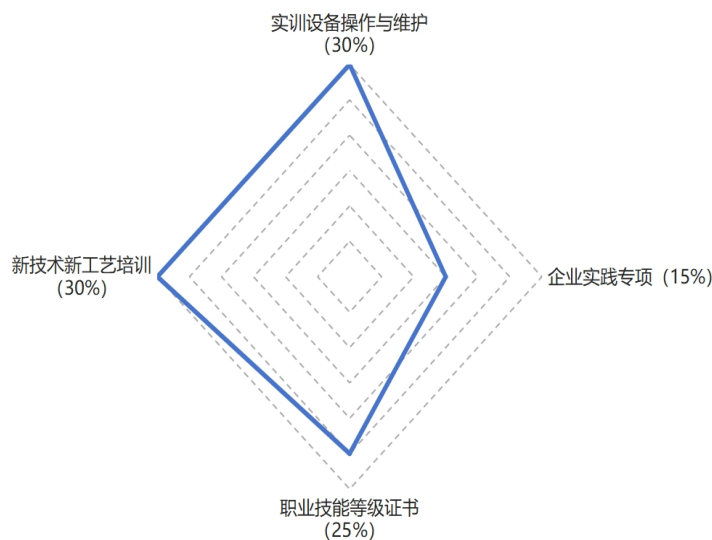 实训设备操作与维护
(30%)
新技术新工艺培训
(30%)
企业实践专项（15%)
职业技能等级证书
(25%)